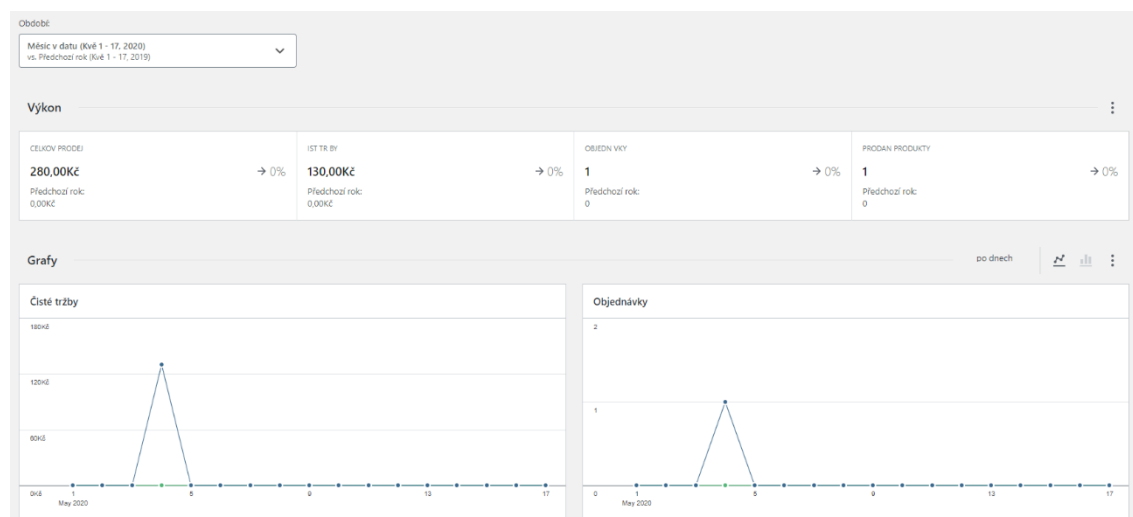 Období:
Měsíc v datu (Kvě 1 - 17, 2020)
vs. Předchozí rok (Kvě 1 - 17, 2019)
Výkon
CELKOV PRODEJ
280,00Kč
→ 0%
Předchozí rok:
0,00Kč
IST TR BY
130,00Kč
→ 0%
Předchozí rok:
0,00Kč
OBJEDN VKY
1
→ 0%
Předchozí rok:
0
PRODAN PRODUKTY
1
→ 0%
Předchozí rok:
0
Grafy
po dnech
Čisté tržby
180Kč
120Kč
60Kč
0Kč
1 5 9 13 17
May 2020
Objednávky
2
1
0
1 5 9 13 17
May 2020